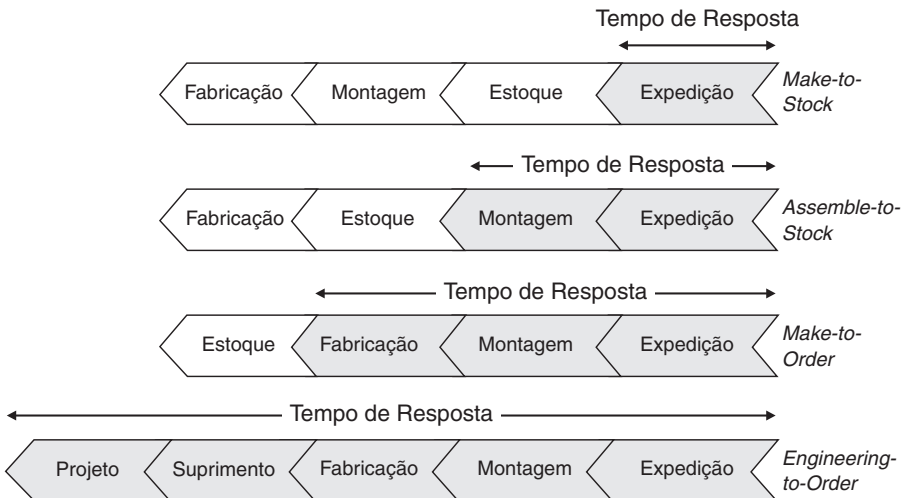 Tempo de Resposta
Fabricação Montagem Estoque Expedição Make-to-
Stock
Tempo de Resposta
Fabricação Estoque Montagem Expedição Assemble-to-
Stock
Tempo de Resposta
Estoque Fabricação Montagem Expedição Make-to-
Order
Tempo de Resposta
Projeto Suprimento Fabricação Montagem Expedição Engineering-
to-Order